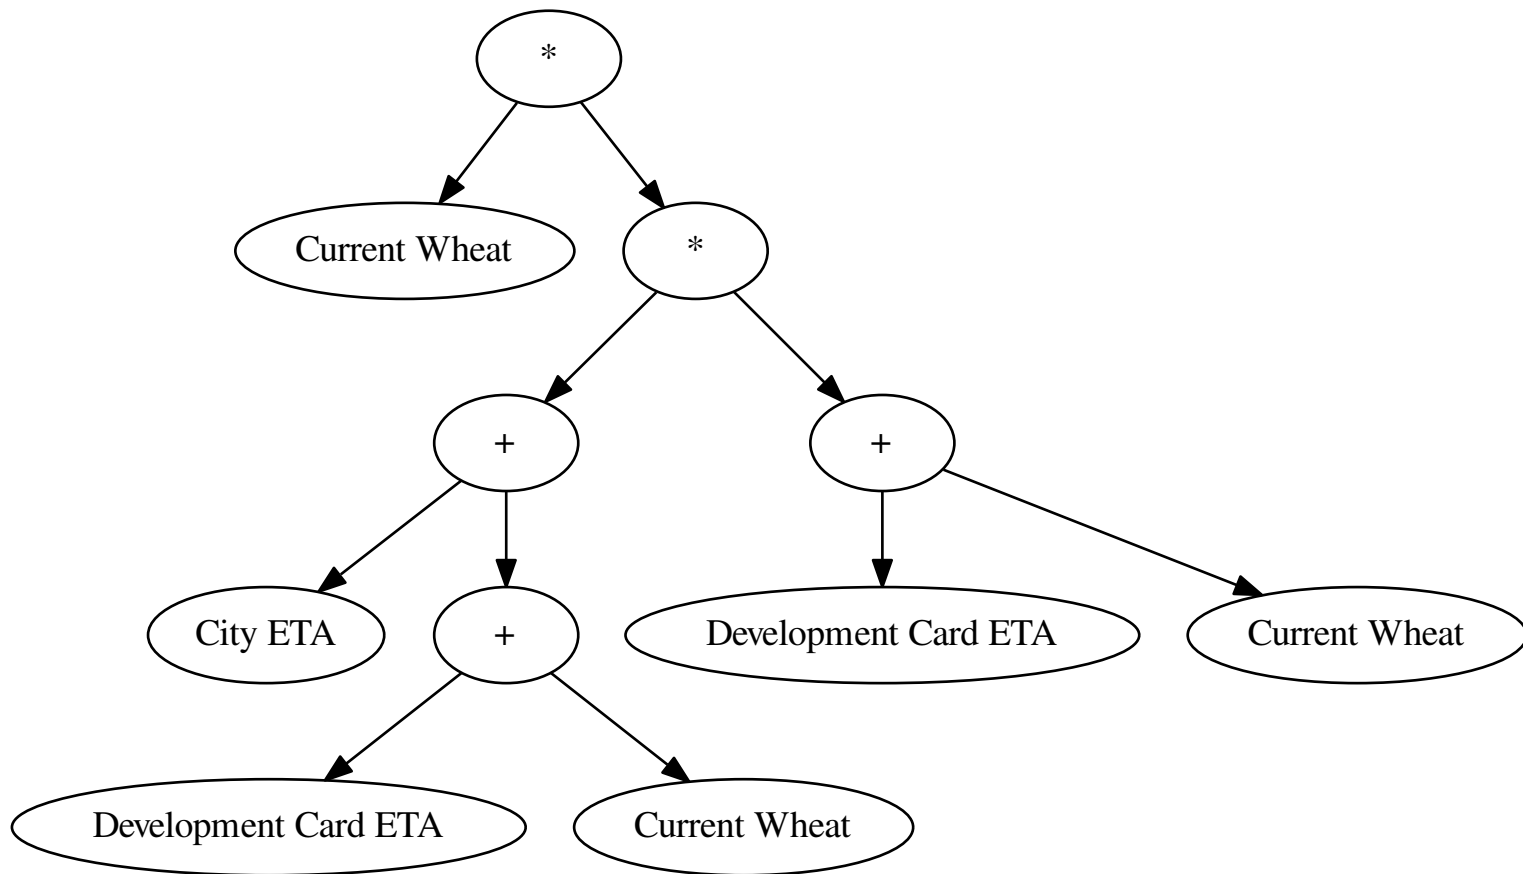 *
Current Wheat
*
+
+
City ETA
+
Development Card ETA
Current Wheat
Development Card ETA
Current Wheat